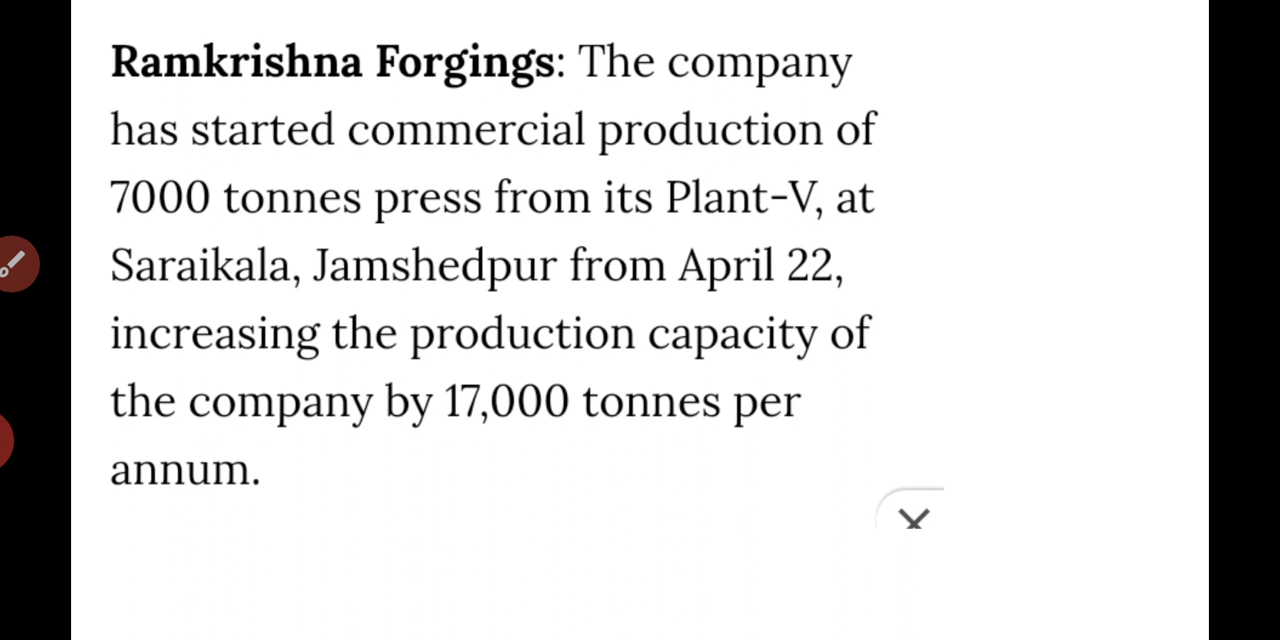 Ramkrishna Forgings: The company
has started commercial production of
7000 tonnes press from its Plant-V, at
Saraikala, Jamshedpur from April 22,
increasing the production capacity of
the company by 17,000 tonnes per
annum.